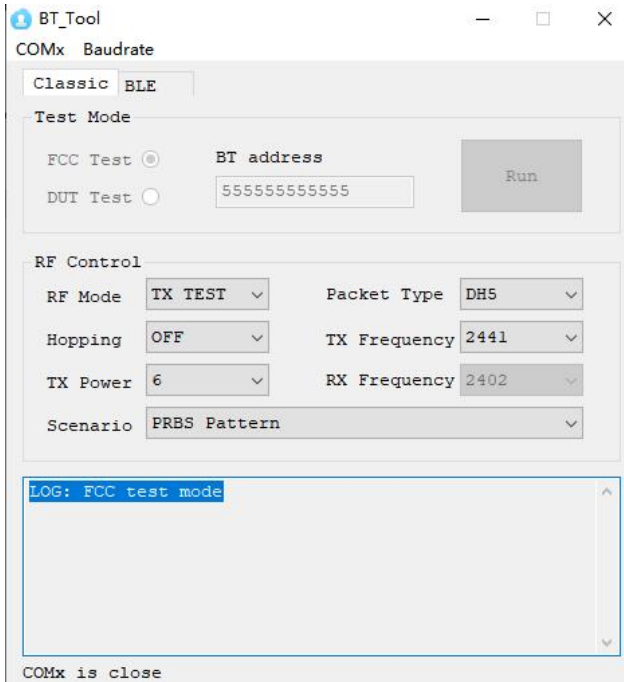 BT_Tool
COMx Baudrate
Classic BLE
Test Mode
FCC Test BT address
Run
DUT Test 555555555555
RF Control
RF Mode TX TEST Packet Type DH5
Hopping OFF TX Frequency 2441
TX Power 6 RX Frequency 2402
Scenario PRBS Pattern
LOG: FCC test mode
COMx is close